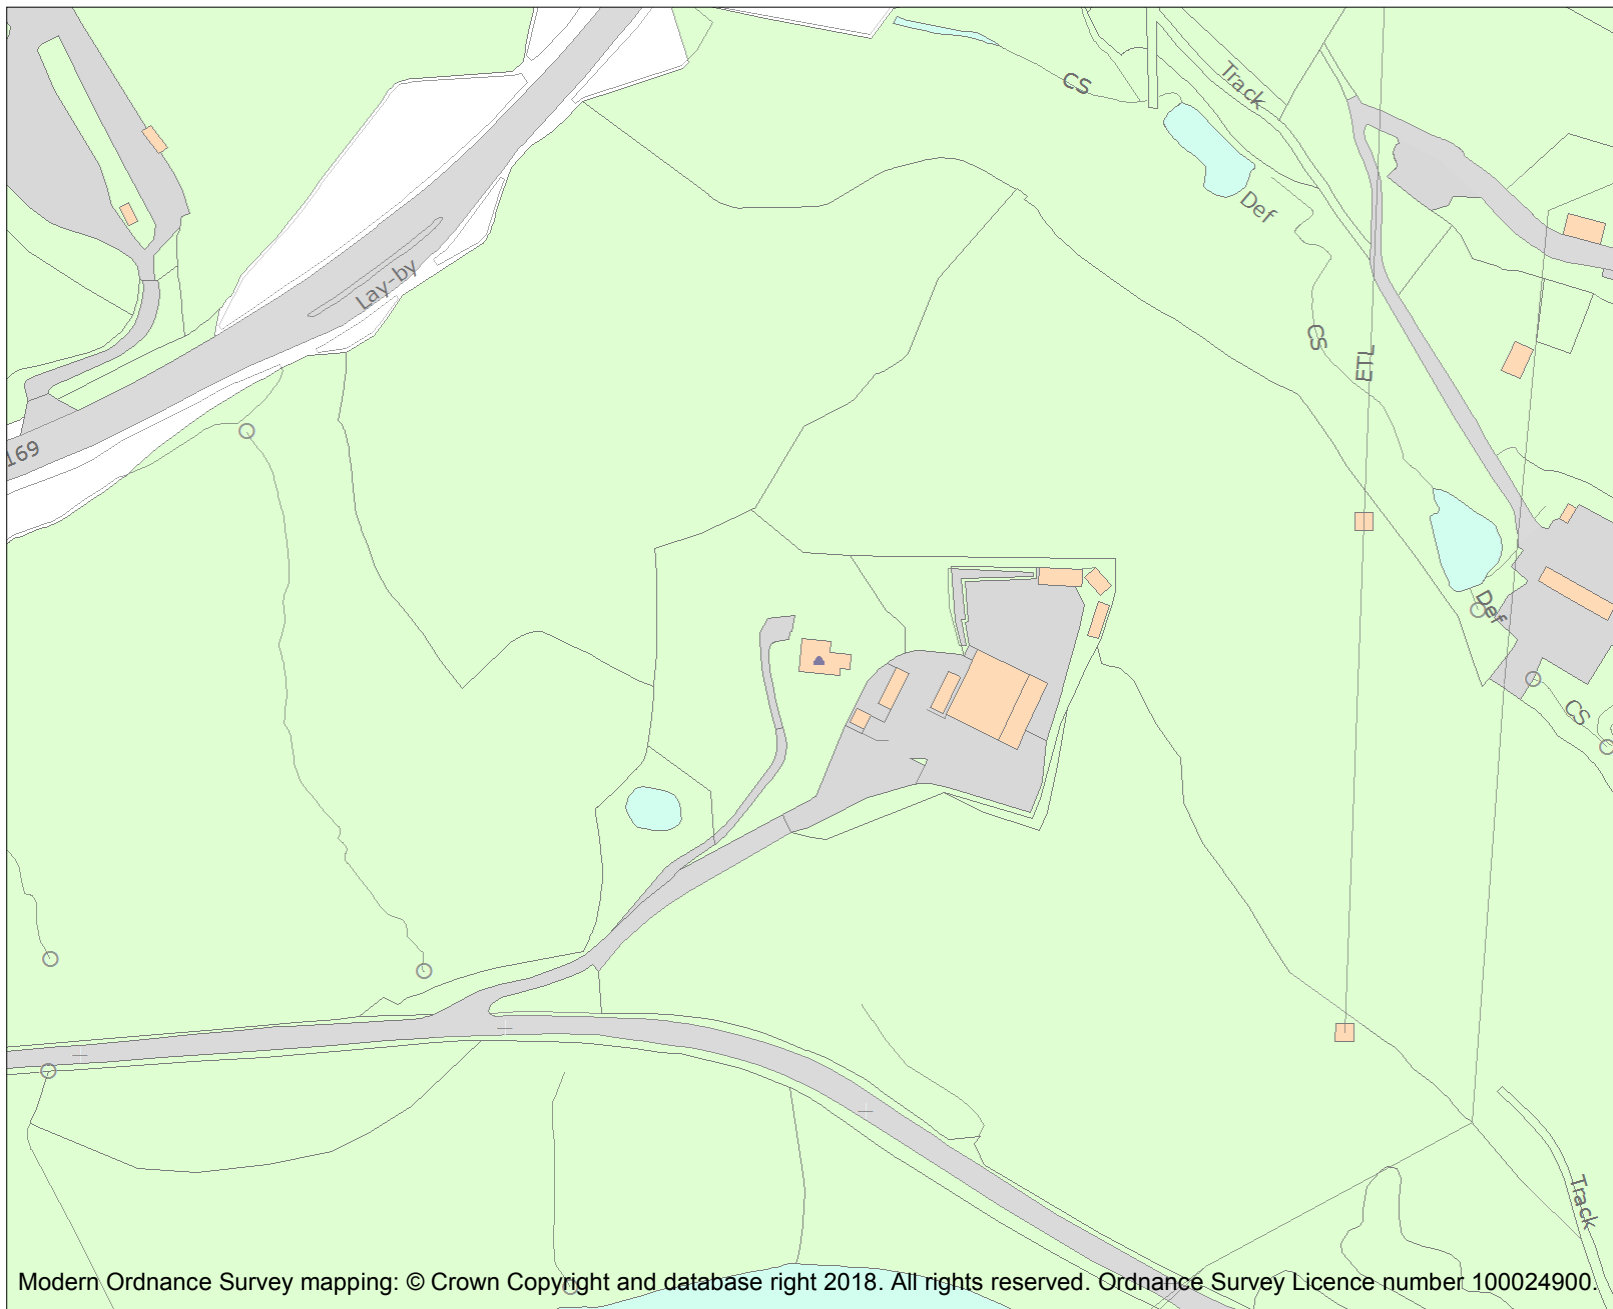 CS
Track
Def
Lay-by
CS
ETL
169
Def
CS
Track
Modern Ordnance Survey mapping: © Crown Copyright and database right 2018. All rights reserved. Ordnance Survey Licence number 100024900.